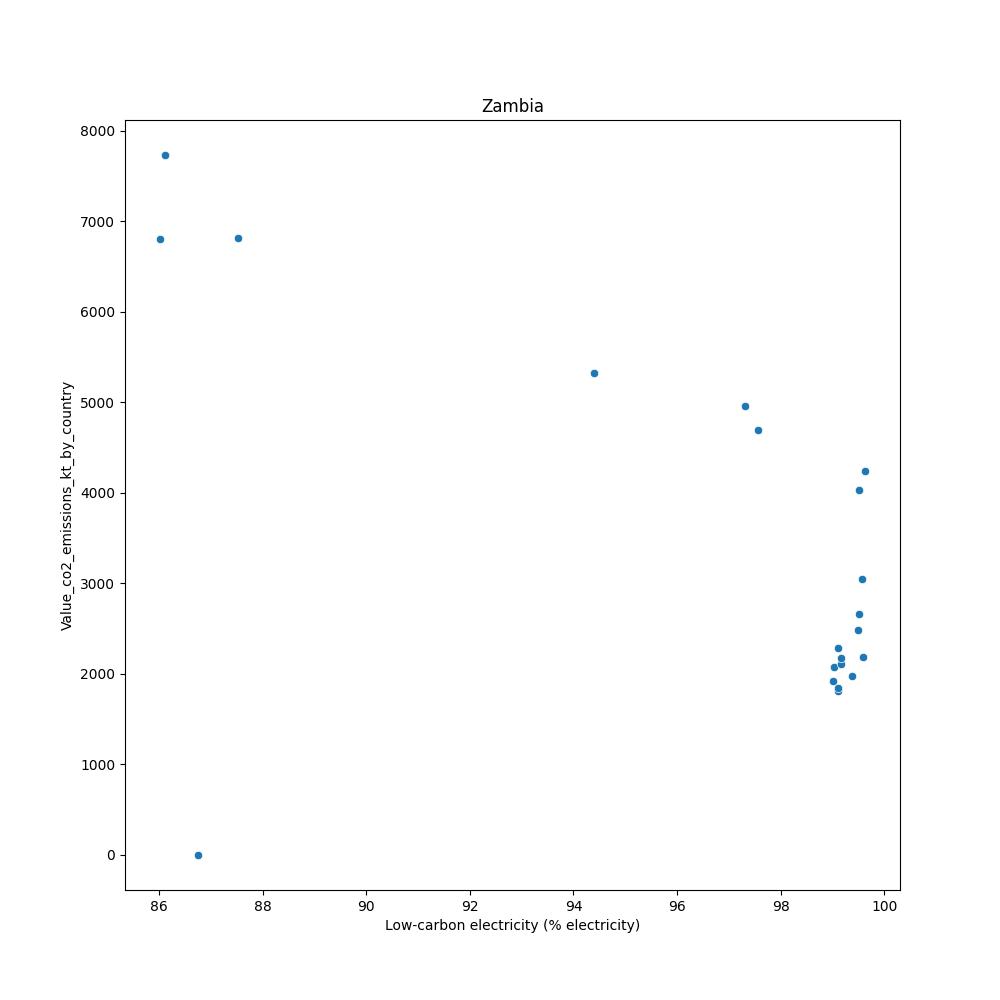 Zambia
8000
7000
6000
5000
4000
3000
2000
1000
0
Value_co2_emissions_kt_by_country
86 88 90 92 94 96 98 100
Low-carbon electricity (% electricity)